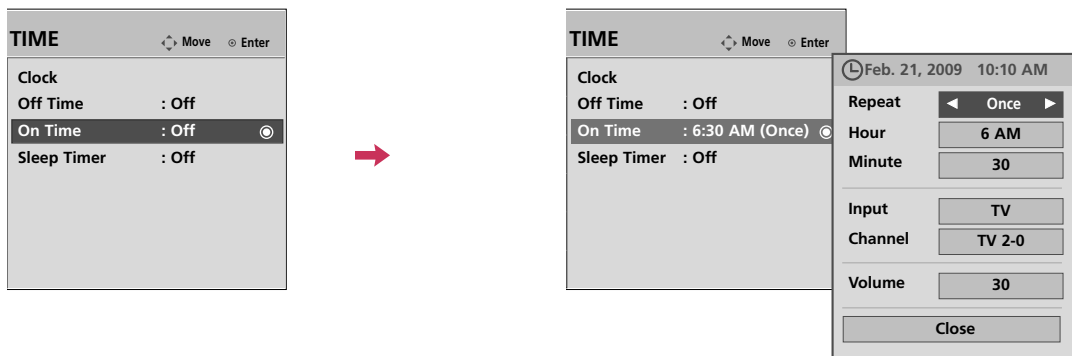 TIME Move Enter
Clock
Off Time : Off
On Time : Off
Sleep Timer : Off
TIME Move Enter
Clock
Off Time : Off
On Time : 6:30 AM (Once)
Sleep Timer : Off
Feb. 21, 2009 10:10 AM
Repeat ◀ Once ▶
Hour 6 AM
Minute 30
Input TV
Channel TV 2-0
Volume 30
Close